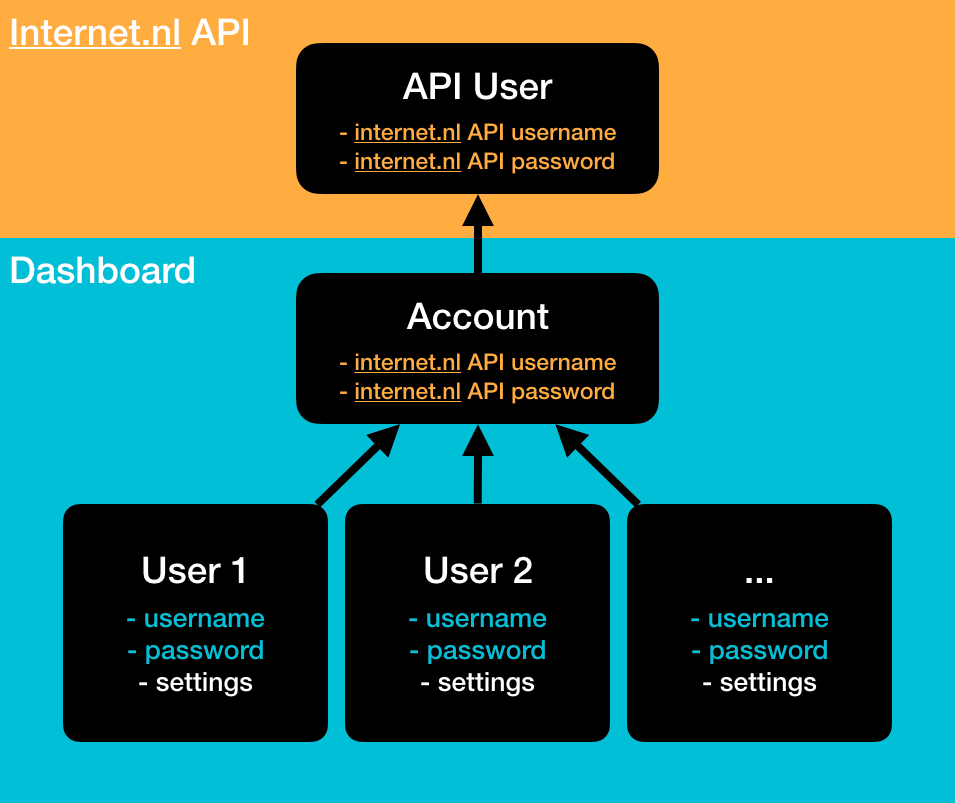 Internet.nl API
API User
- internet.nl API username
- internet.nl API password
Dashboard
Account
- internet.nl API username
- internet.nl API password
User 1
- username
- password
- settings
User 2
- username
- password
- settings
...
- username
- password
- settings